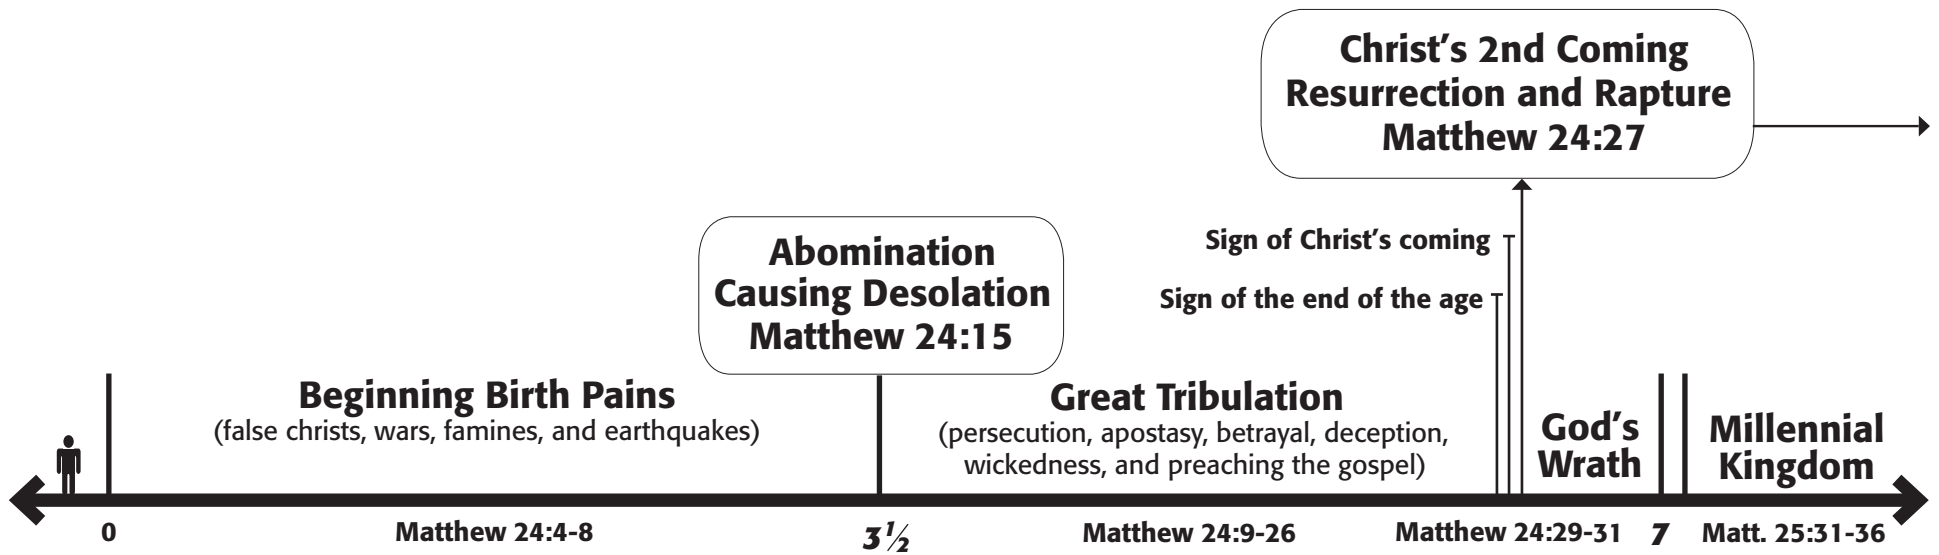 Christ's 2nd Coming
Resurrection and Rapture
Matthew 24:27
Sign of Christ's coming
Sign of the end of the age
Abomination
Causing Desolation
Matthew 24:15
Beginning Birth Pains
(false christs, wars, famines, and earthquakes)
Great Tribulation
(persecution, apostasy, betrayal, deception,
wickedness, and preaching the gospel)
God's
Wrath
Millennial
Kingdom
0
Matthew 24:4-8
3½
Matthew 24:9-26
Matthew 24:29-31
7
Matt. 25:31-36